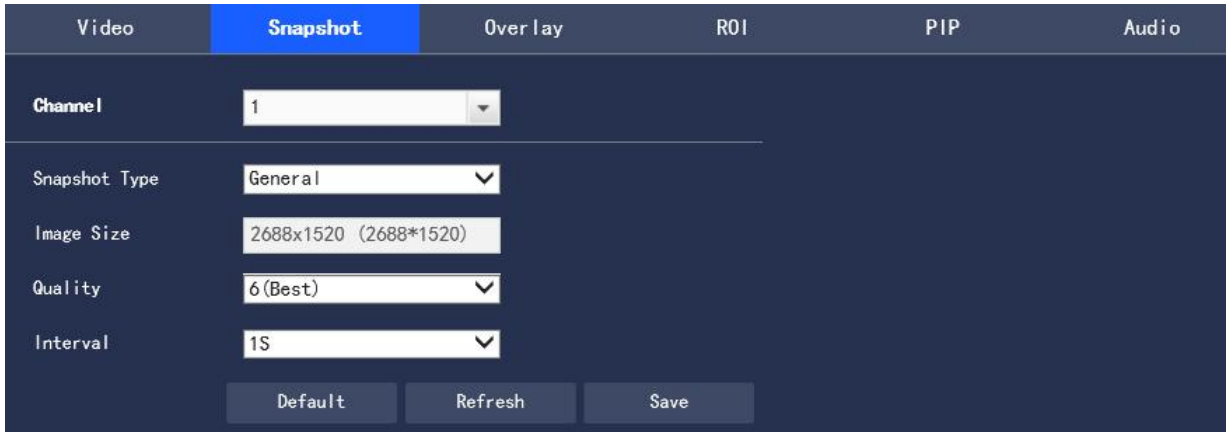 Video Snapshot Overlay ROI PIP Audio
Channel 1
Snapshot Type General
Image Size 2688x1520 (2688*1520)
Quality 6(Best)
Interval 1S
Default Refresh Save